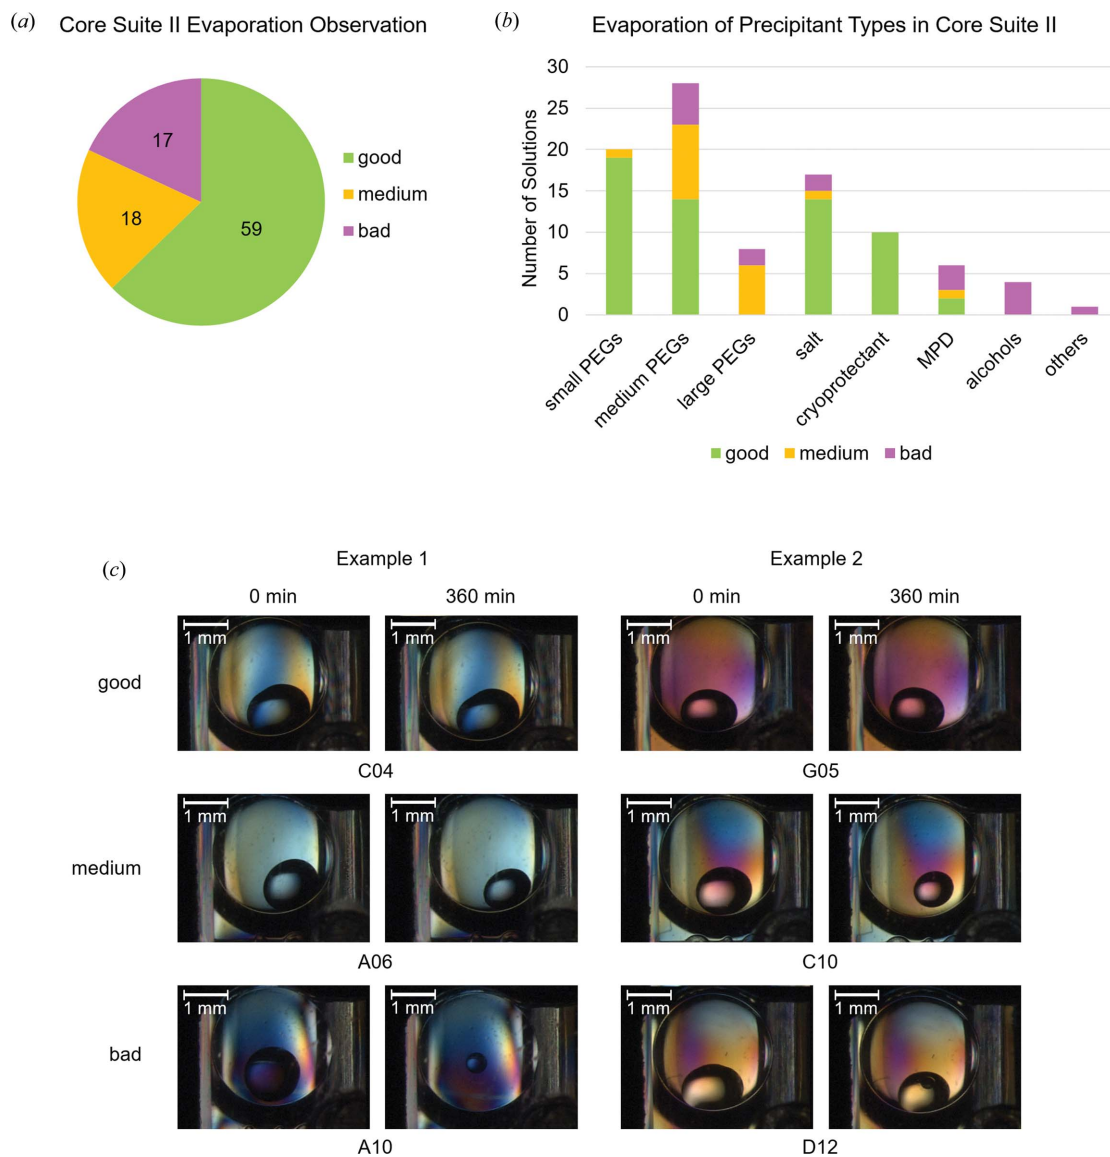 (a) Core Suite II Evaporation Observation
17
18
59
good
medium
bad
(b) Evaporation of Precipitant Types in Core Suite II
Number of Solutions
30
25
20
15
10
5
0
small PEGs
medium PEGs
large PEGs
salt
cryoprotectant
MPD
alcohols
others
good medium bad
(c)
Example 1 Example 2
0 min 360 min 0 min 360 min
good
1 mm 1 mm 1 mm 1 mm
C04 G05
medium
1 mm 1 mm 1 mm 1 mm
A06 C10
bad
1 mm 1 mm 1 mm 1 mm
A10 D12